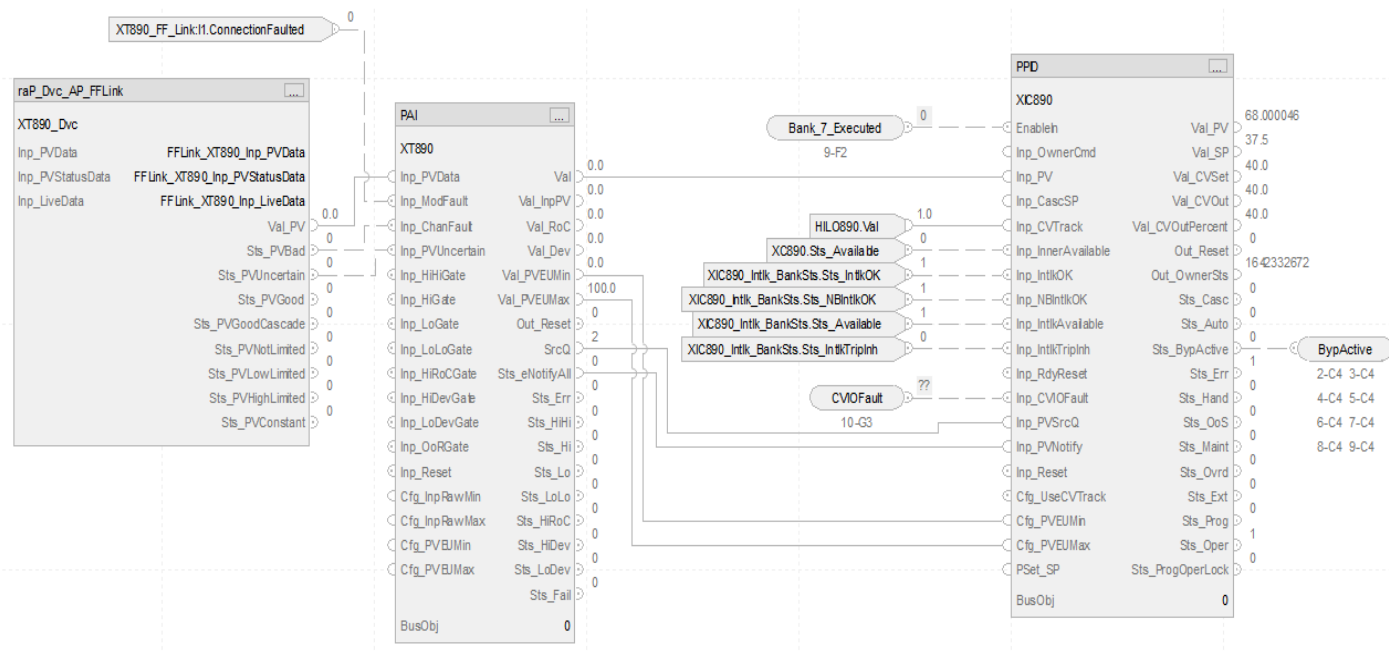 XT890_FF_Link:I1.ConnectionFaulted
0
raP_Dvc_AP_FFLink
...
XT890_Dvc
Inp_PVData FFLink_XT890_Inp_PVData
Inp_PVStatusData FFLink_XT890_Inp_PVStatusData
Inp_LiveData FFLink_XT890_Inp_LiveData
Val_PV
0.0
Sts_PVBad
0
Sts_PVUncertain
0
Sts_PVGood
0
Sts_PVGoodCascade
0
Sts_PVNotLimited
0
Sts_PVLowLimited
0
Sts_PVHighLimited
0
Sts_PVConstant
0
PAI
...
XT890
Inp_PVData Val
0.0
Inp_ModFault Val_InpPV
0.0
Inp_ChanFault Val_RoC
0.0
Inp_PVUncertain Val_Dev
0.0
Inp_HiHiGate Val_PVEUMin
0.0
Inp_HiGate Val_PVEUMax
100.0
Inp_LoGate Out_Reset
0
Inp_LoLoGate SrcQ
2
Inp_HiRoCGate Sts_eNotifyAll
0
Inp_HiDevGate Sts_Err
0
Inp_LoDevGate Sts_HiHi
0
Inp_OoRGate Sts_Hi
0
Inp_Reset Sts_Lo
0
Cfg_InpRawMin Sts_LoLo
0
Cfg_InpRawMax Sts_HiRoC
0
Cfg_PVEUMin Sts_HiDev
0
Cfg_PVEUMax Sts_LoDev
0
Sts_Fail
0
BusObj 0
Bank_7_Executed
0
9-F2
HILO890.Val
1.0
XC890.Sts_Available
0
XIC890_Intlk_BankSts.Sts_IntlkOK
1
XIC890_Intlk_BankSts.Sts_NBIntlkOK
1
XIC890_Intlk_BankSts.Sts_Available
1
XIC890_Intlk_BankSts.Sts_IntlkTripInh
0
CVIOFault
??
10-G3
PPID
...
XIC890
EnableIn Val_PV
68.000046
Inp_OwnerCmd Val_SP
37.5
Inp_PV Val_CVSet
40.0
Inp_CascSP Val_CVOut
40.0
Inp_CVTrack Val_CVOutPercent
40.0
Inp_InnerAvailable Out_Reset
0
Inp_IntlkOK Out_OwnerSts
Inp_NBIntlkOK Sts_Casc
0
Inp_IntlkAvailable Sts_Auto
0
Inp_IntlkTripInh Sts_BypActive
0
Inp_RdyReset Sts_Err
1
Inp_CVIOFault Sts_Hand
0
Inp_PVSrcQ Sts_OoS
0
Inp_PVNotify Sts_Maint
0
Inp_Reset Sts_Ovrd
0
Cfg_UseCVTrack Sts_Ext
0
Cfg_PVEUMin Sts_Prog
0
Cfg_PVEUMax Sts_Oper
1
PSet_SP Sts_ProgOperLock
0
BusObj 0
BypActive
2-C4 3-C4
4-C4 5-C4
6-C4 7-C4
8-C4 9-C4